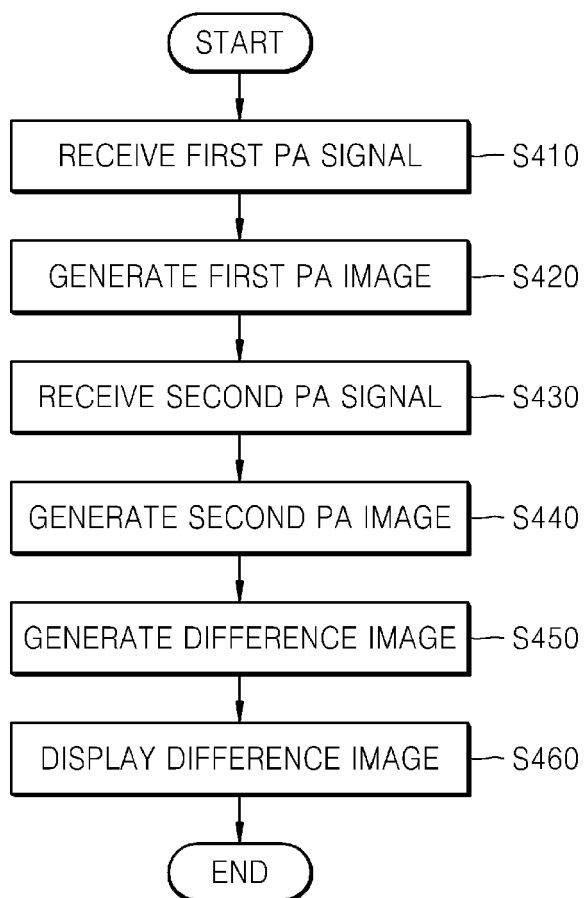 START
RECEIVE FIRST PA SIGNAL S410
GENERATE FIRST PA IMAGE S420
RECEIVE SECOND PA SIGNAL S430
GENERATE SECOND PA IMAGE S440
GENERATE DIFFERENCE IMAGE S450
DISPLAY DIFFERENCE IMAGE S460
END